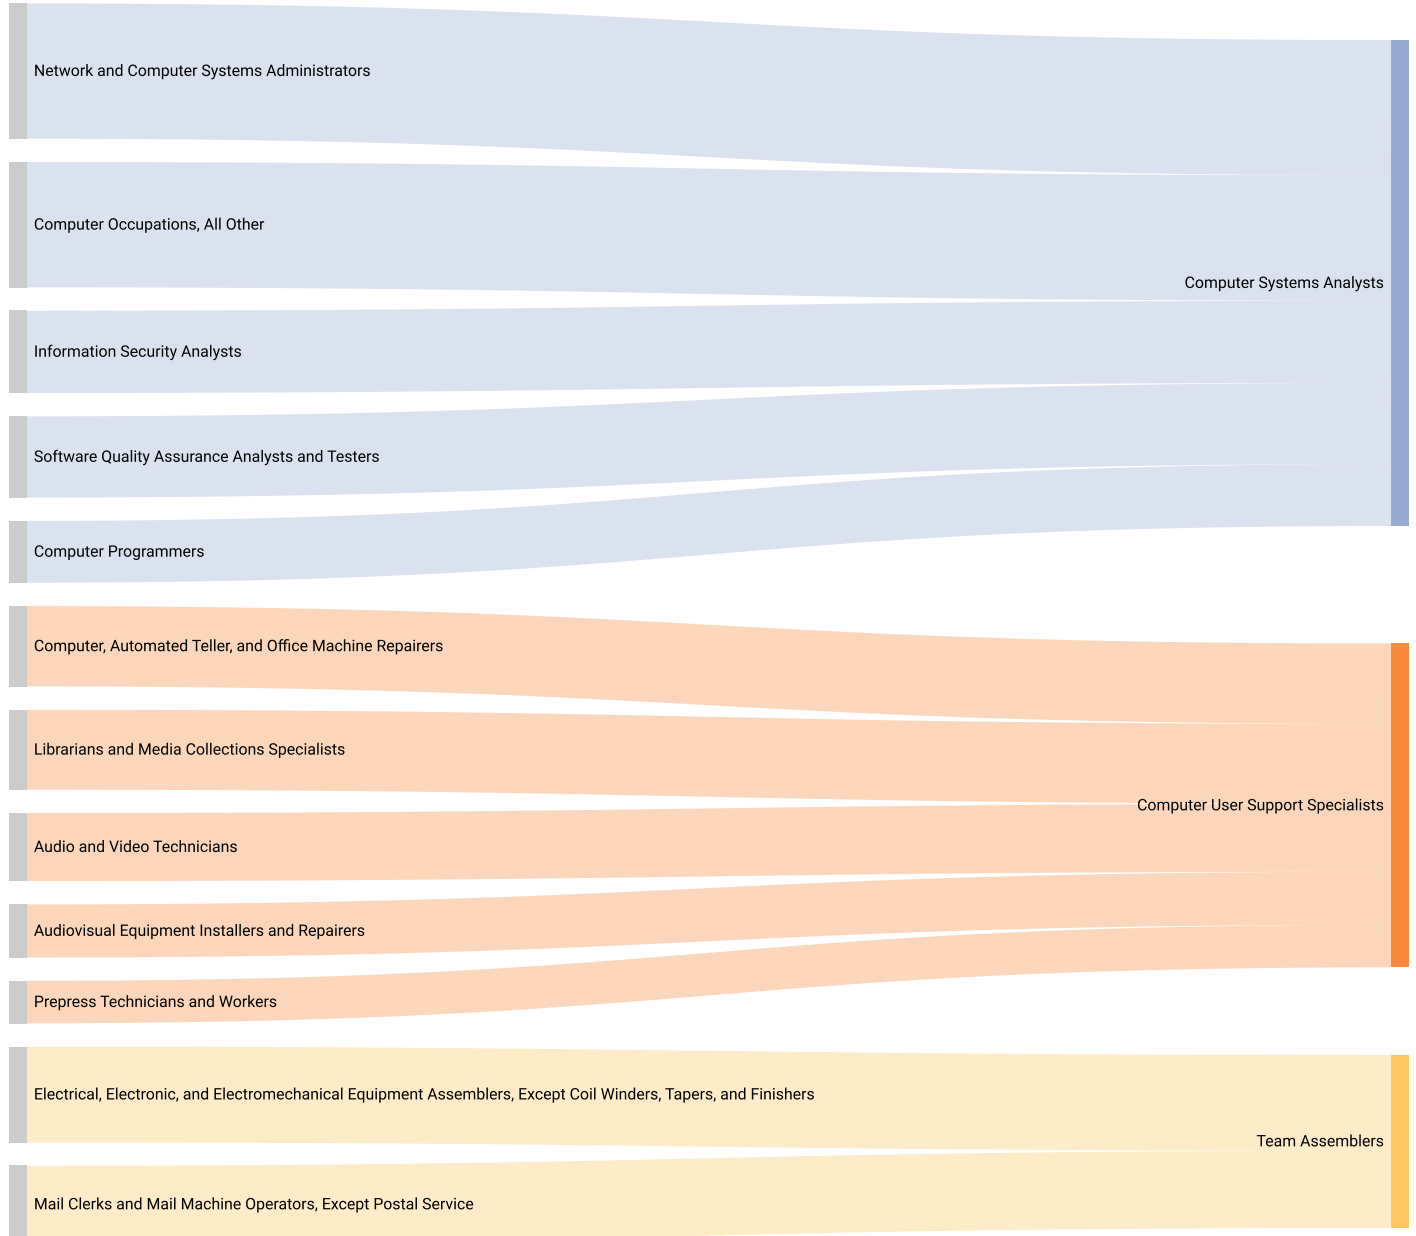 Network and Computer Systems Administrators
Computer Occupations, All Other
Computer Systems Analysts
Information Security Analysts
Software Quality Assurance Analysts and Testers
Computer Programmers
Computer, Automated Teller, and Office Machine Repairers
Librarians and Media Collections Specialists
Computer User Support Specialists
Audio and Video Technicians
Audiovisual Equipment Installers and Repairers
Prepress Technicians and Workers
Electrical, Electronic, and Electromechanical Equipment Assemblers, Except Coil Winders, Tapers, and Finishers
Team Assemblers
Mail Clerks and Mail Machine Operators, Except Postal Service